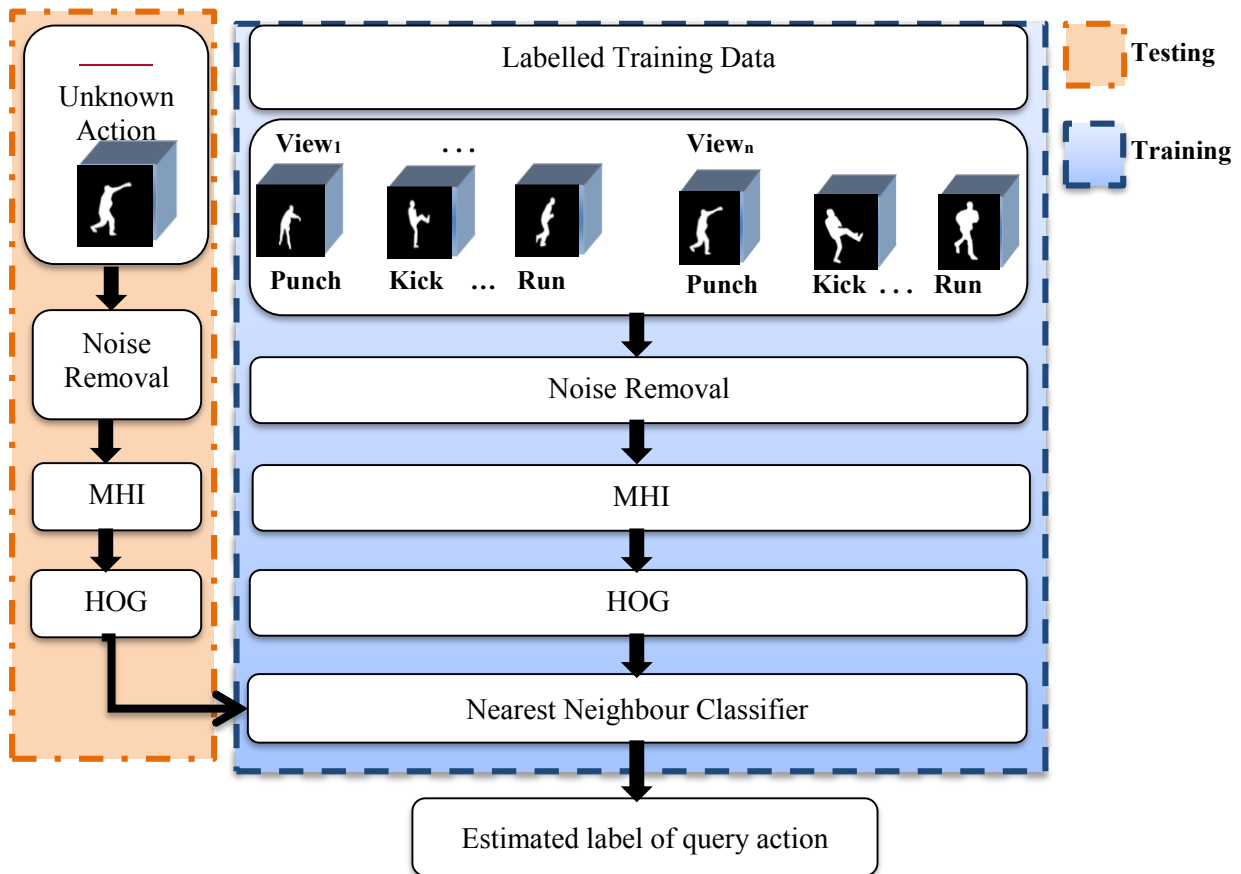 Unknown
Action
Noise
Removal
MHI
HOG
Labelled Training Data
View1 . . . Viewn
Punch Kick ... Run Punch Kick . . . Run
Noise Removal
MHI
HOG
Nearest Neighbour Classifier
Estimated label of query action
Testing
Training